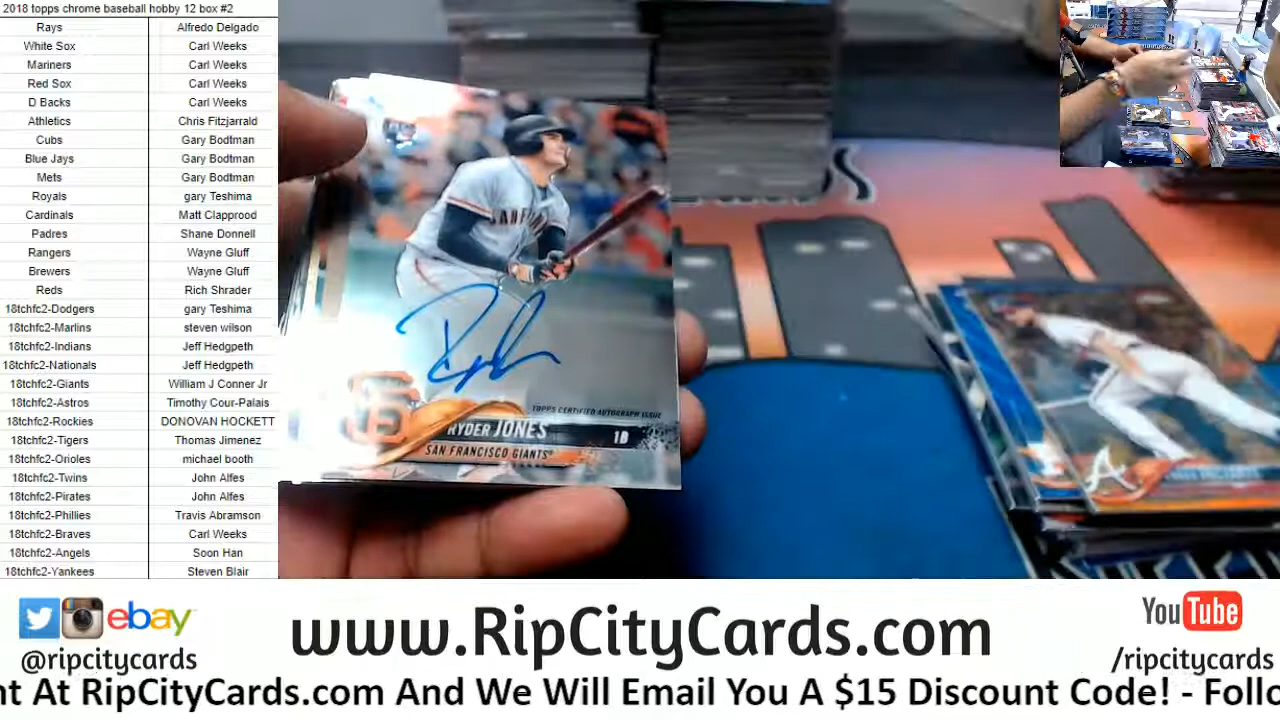 2018 topps chrome baseball hobby 12 box #2
Rays Alfredo Delgado
White Sox Carl Weeks
Mariners Carl Weeks
Red Sox Carl Weeks
D Backs Carl Weeks
Athletics Chris Fitzjarrald
Cubs Gary Bodtman
Blue Jays Gary Bodtman
Mets Gary Bodtman
Royals gary Teshima
Cardinals Matt Clapprood
Padres Shane Donnell
Rangers Wayne Gluff
Brewers Wayne Gluff
Reds Rich Shrader
18tchfc2-Dodgers gary Teshima
18tchfc2-Marlins steven wilson
18tchfc2-Indians Jeff Hedgpeth
18tchfc2-Nationals Jeff Hedgpeth
18tchfc2-Giants William J Conner Jr
18tchfc2-Astros Timothy Cour-Palais
18tchfc2-Rockies DONOVAN HOCKETT
18tchfc2-Tigers Thomas Jimenez
18tchfc2-Orioles michael booth
18tchfc2-Twins John Alfes
18tchfc2-Pirates John Alfes
18tchfc2-Phillies Travis Abramson
18tchfc2-Braves Carl Weeks
18tchfc2-Angels Soon Han
18tchfc2-Yankees Steven Blair
SF
TOPPS CERTIFIED AUTOGRAPH ISSUE
RYDER JONES 1B
SAN FRANCISCO GIANTS
ebay
@ripcitycards
www.RipCityCards.com
YouTube
/ripcitycards
nt At RipCityCards.com And We Will Email You A $15 Discount Code! - Follo